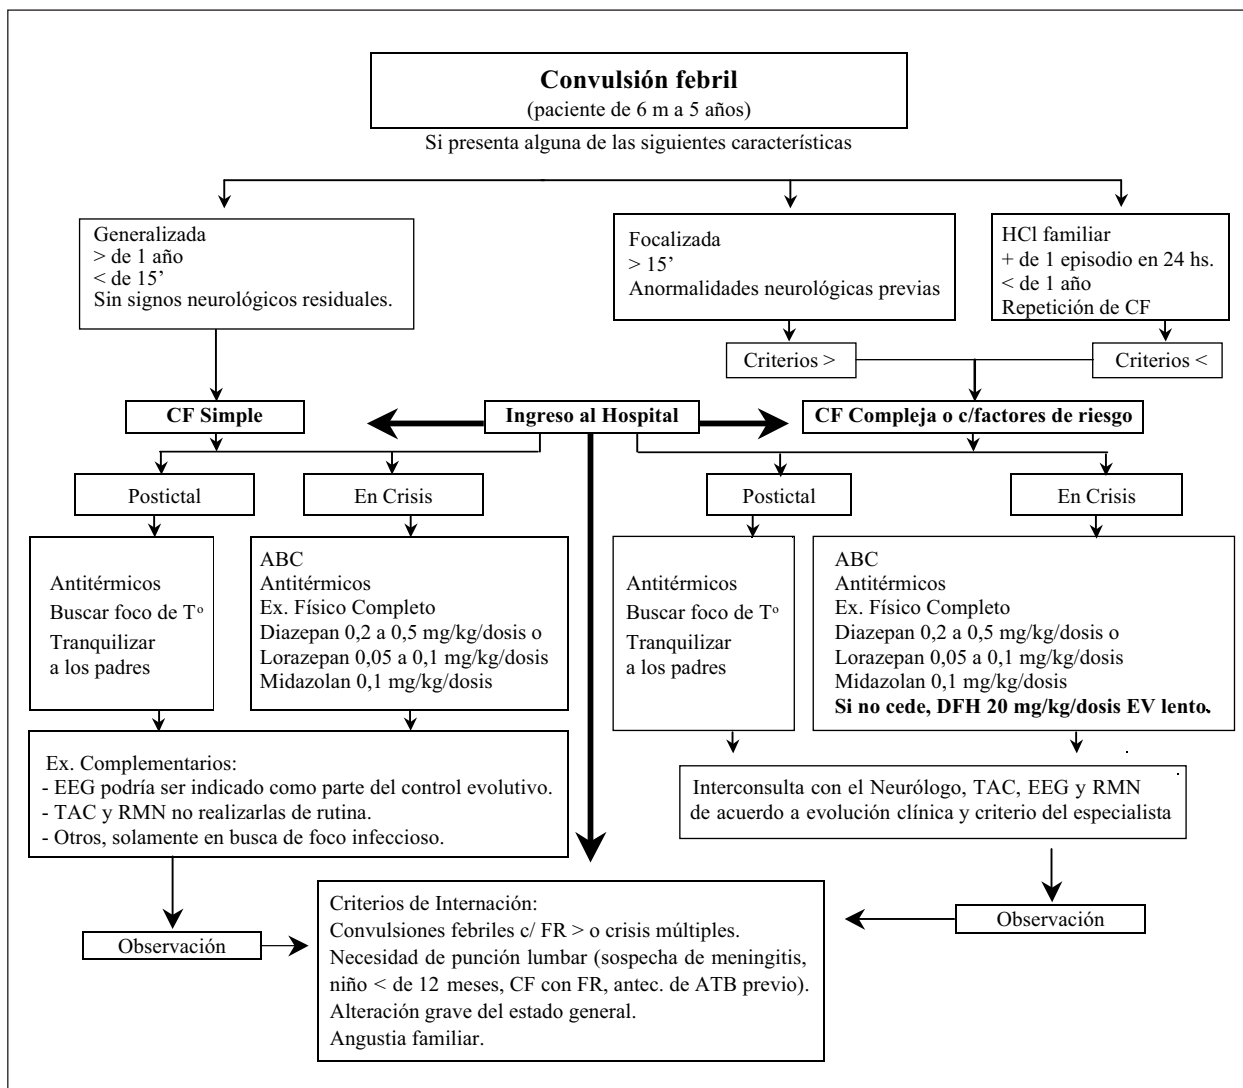 Convulsión febril
(paciente de 6 m a 5 años)
Si presenta alguna de las siguientes características
Generalizada
> de 1 año
< de 15’
Sin signos neurológicos residuales.
Focalizada
> 15’
Anormalidades neurológicas previas
HCl familiar
+ de 1 episodio en 24 hs.
< de 1 año
Repetición de CF
Criterios >
Criterios <
CF Simple
Ingreso al Hospital
CF Compleja o c/factores de riesgo
Postictal
En Crisis
Postictal
En Crisis
Antitérmicos
Buscar foco de Tº
Tranquilizar
a los padres
ABC
Antitérmicos
Ex. Físico Completo
Diazepan 0,2 a 0,5 mg/kg/dosis o
Lorazepan 0,05 a 0,1 mg/kg/dosis
Midazolan 0,1 mg/kg/dosis
Antitérmicos
Buscar foco de Tº
Tranquilizar
a los padres
ABC
Antitérmicos
Ex. Físico Completo
Diazepan 0,2 a 0,5 mg/kg/dosis o
Lorazepan 0,05 a 0,1 mg/kg/dosis
Midazolan 0,1 mg/kg/dosis
Si no cede, DFH 20 mg/kg/dosis EV lento.
Ex. Complementarios:
- EEG podría ser indicado como parte del control evolutivo.
- TAC y RMN no realizarlas de rutina.
- Otros, solamente en busca de foco infeccioso.
Interconsulta con el Neurólogo, TAC, EEG y RMN
de acuerdo a evolución clínica y criterio del especialista
Observación
Observación
Criterios de Internación:
Convulsiones febriles c/ FR > o crisis múltiples.
Necesidad de punción lumbar (sospecha de meningitis,
niño < de 12 meses, CF con FR, antec. de ATB previo).
Alteración grave del estado general.
Angustia familiar.